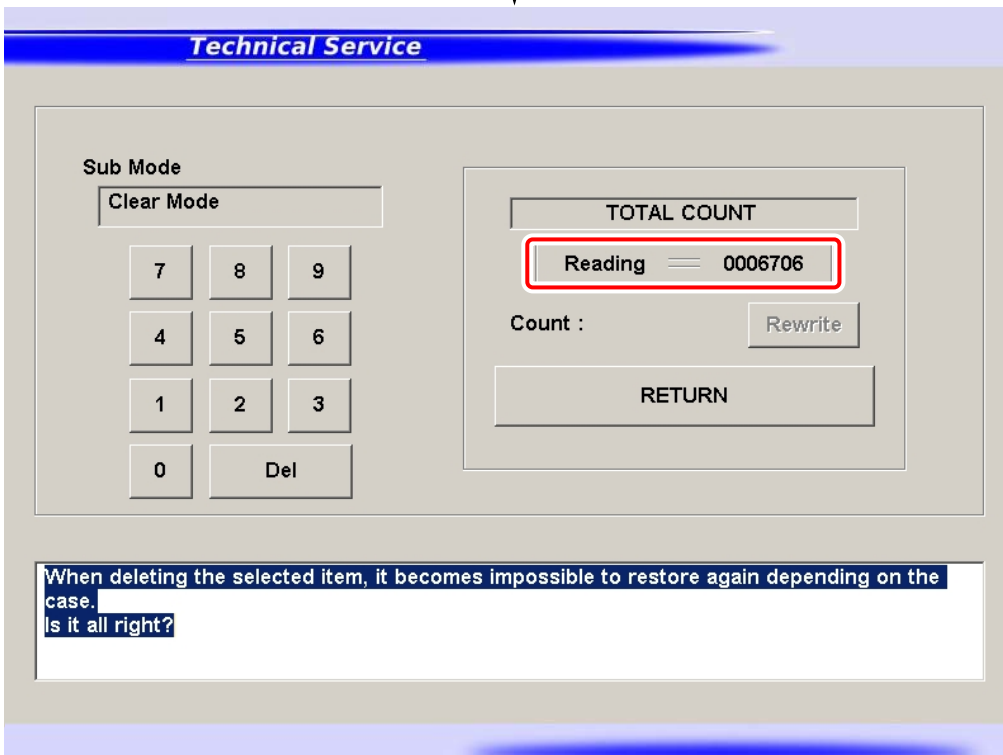 Technical Service
Sub Mode
Clear Mode
7 8 9
4 5 6
1 2 3
0 Del
TOTAL COUNT
Reading 0006706
Count :
Rewrite
RETURN
When deleting the selected item, it becomes impossible to restore again depending on the
case.
Is it all right?